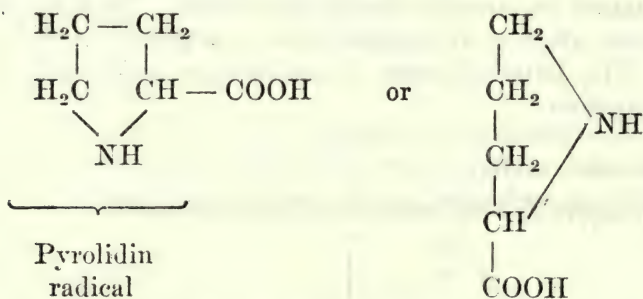 H₂C — CH₂
H₂C CH — COOH
NH
Pyrolidin
radical
or
CH₂
CH₂
NH
CH₂
CH
COOH